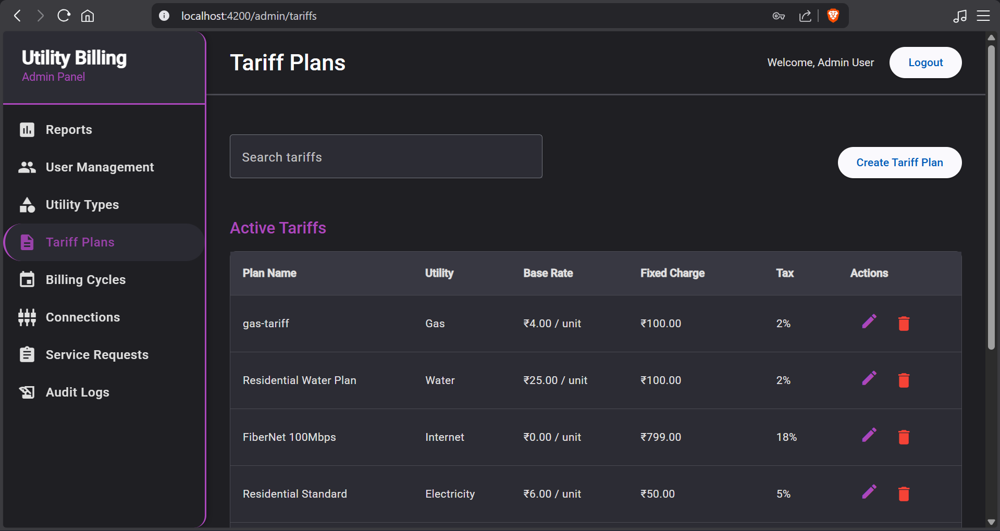 localhost:4200/admin/tariffs
Utility Billing
Admin Panel
Tariff Plans
Welcome, Admin User
Logout
Reports
User Management
Utility Types
Tariff Plans
Billing Cycles
Connections
Service Requests
Audit Logs
Search tariffs
Create Tariff Plan
Active Tariffs
Plan Name Utility Base Rate Fixed Charge Tax Actions
gas-tariff Gas ₹4.00 / unit ₹100.00 2%
Residential Water Plan Water ₹25.00 / unit ₹100.00 2%
FiberNet 100Mbps Internet ₹0.00 / unit ₹799.00 18%
Residential Standard Electricity ₹6.00 / unit ₹50.00 5%